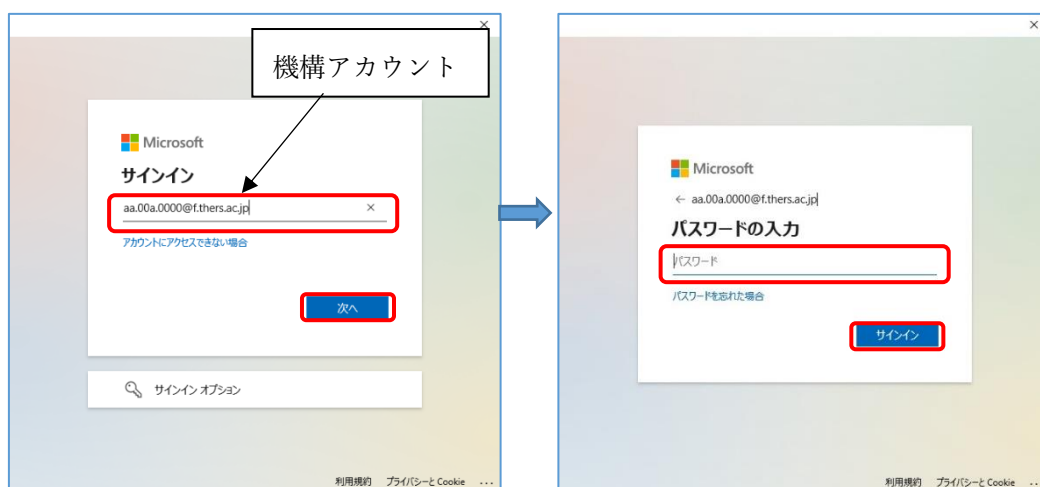 機構アカウント
Microsoft
サインイン
aa.00a.0000@f.thers.ac.jp
アカウントにアクセスできない場合
次へ
サインイン オプション
利用規約 プライバシーと Cookie ...
Microsoft
← aa.00a.0000@f.thers.ac.jp
パスワードの入力
パスワード
パスワードを忘れた場合
サインイン
利用規約 プライバシーと Cookie ..